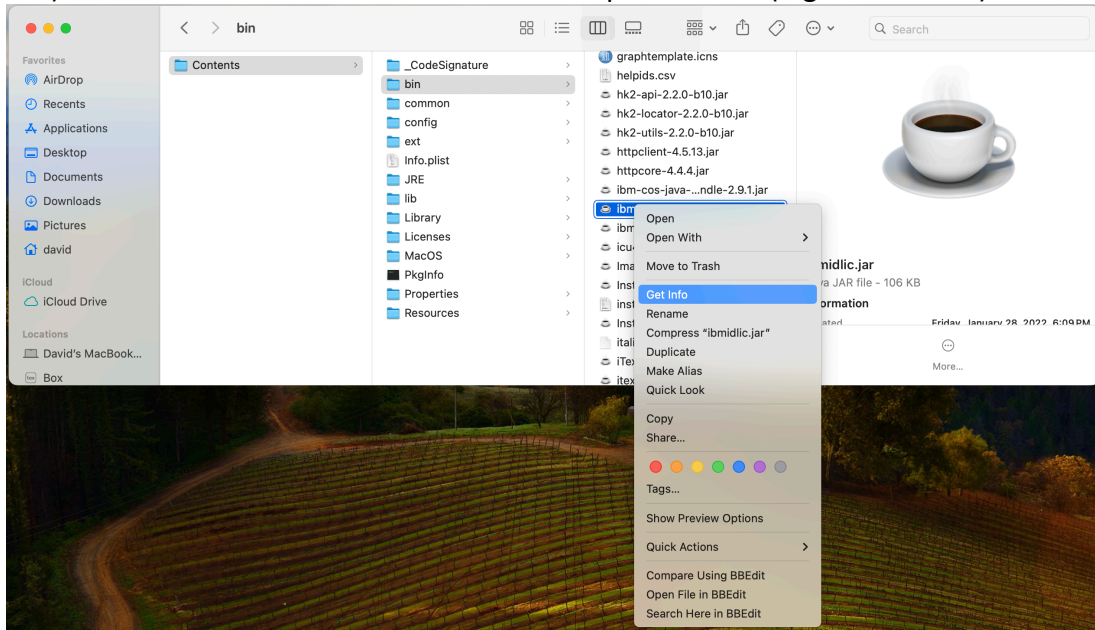 bin
Search
Favorites
AirDrop
Recents
Applications
Desktop
Documents
Downloads
Pictures
david
iCloud
iCloud Drive
Locations
David's MacBook...
Box
Contents
_CodeSignature
bin
common
config
ext
Info.plist
JRE
lib
Library
Licenses
MacOS
PkgInfo
Properties
Resources
graphtemplate.icns
helpids.csv
hk2-api-2.2.0-b10.jar
hk2-locator-2.2.0-b10.jar
hk2-utils-2.2.0-b10.jar
httpclient-4.5.13.jar
httpcore-4.4.4.jar
ibm-cos-java-...ndle-2.9.1.jar
Open
Open With
Move to Trash
Get Info
Rename
Compress “ibmidlic.jar”
Duplicate
Make Alias
Quick Look
Copy
Share...
Tags...
Show Preview Options
Quick Actions
Compare Using BBEdit
Open File in BBEdit
Search Here in BBEdit
midlic.jar
va JAR file - 106 KB
ormation
ated Friday, January 28, 2022, 6:09 PM
More...